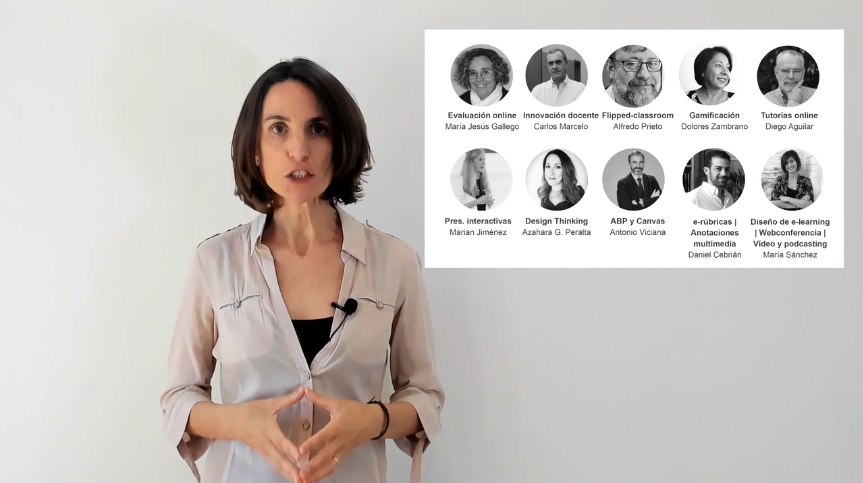 Evaluación online
María Jesús Gallego
Innovación docente
Carlos Marcelo
Flipped-classroom
Alfredo Prieto
Gamificación
Dolores Zambrano
Tutorías online
Diego Aguilar
Pres. interactivas
Marian Jiménez
Design Thinking
Azahara G. Peralta
ABP y Canvas
Antonio Viciana
e-rúbricas |
Anotaciones
multimedia
Daniel Cebrián
Diseño de e-learning
| Webconferencia |
Vídeo y podcasting
María Sánchez